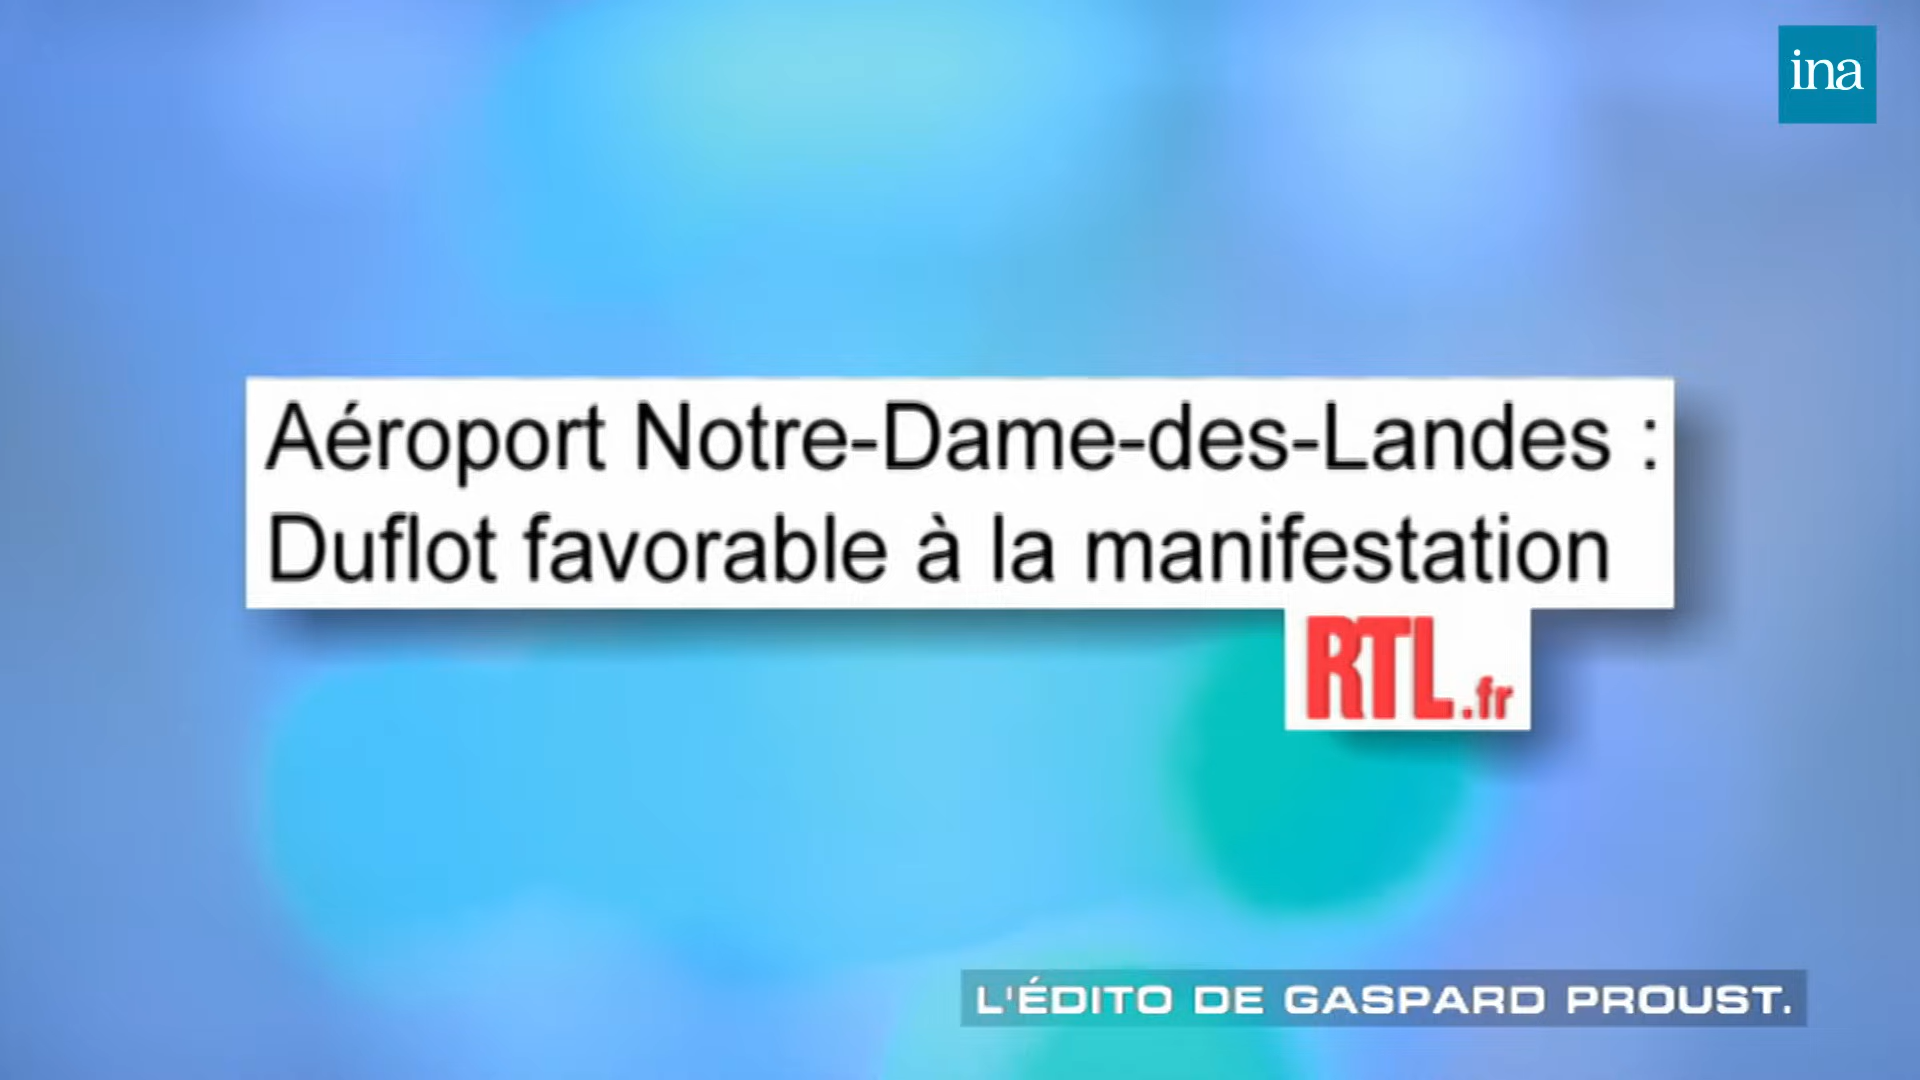 ina
Aéroport Notre-Dame-des-Landes :
Duflot favorable à la manifestation
RTL.fr
L'ÉDITO DE GASPARD PROUST.